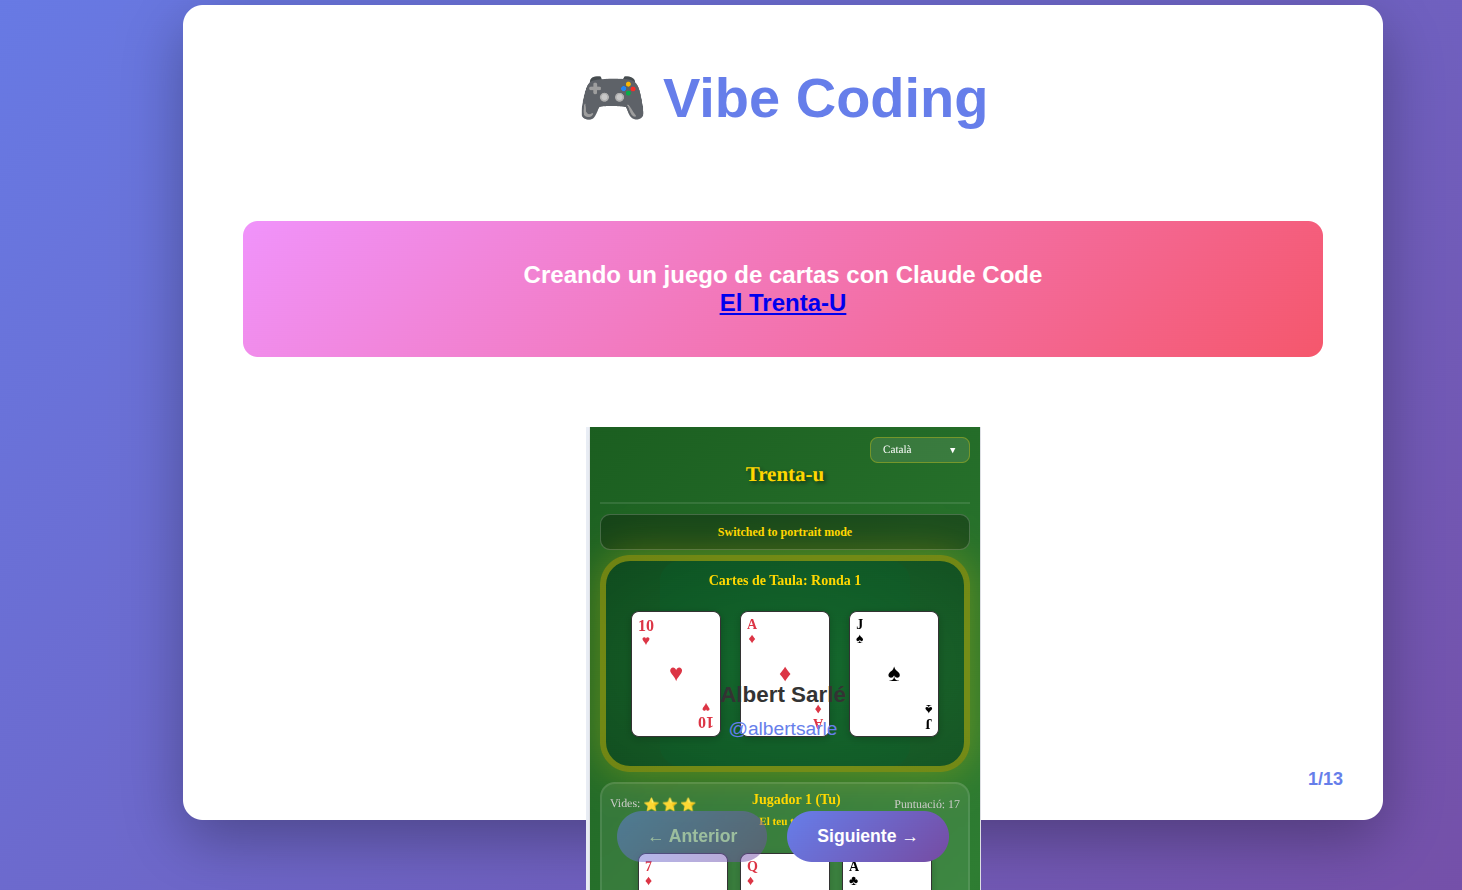 🎮 Vibe Coding
Creando un juego de cartas con Claude Code
El Trenta-U
Català ▼
Trenta-u
Switched to portrait mode
Cartes de Taula: Ronda 1
10 A J
♥ ♦ ♠
♥ ♦ ♠
Albert Sarlé
♥ ♦ ♠
10 A J
@albertsarle
1/13
Vides: ⭐⭐⭐ Jugador 1 (Tu) Puntuació: 17
El teu
← Anterior Siguiente →
7 Q A
♦ ♦ ♣